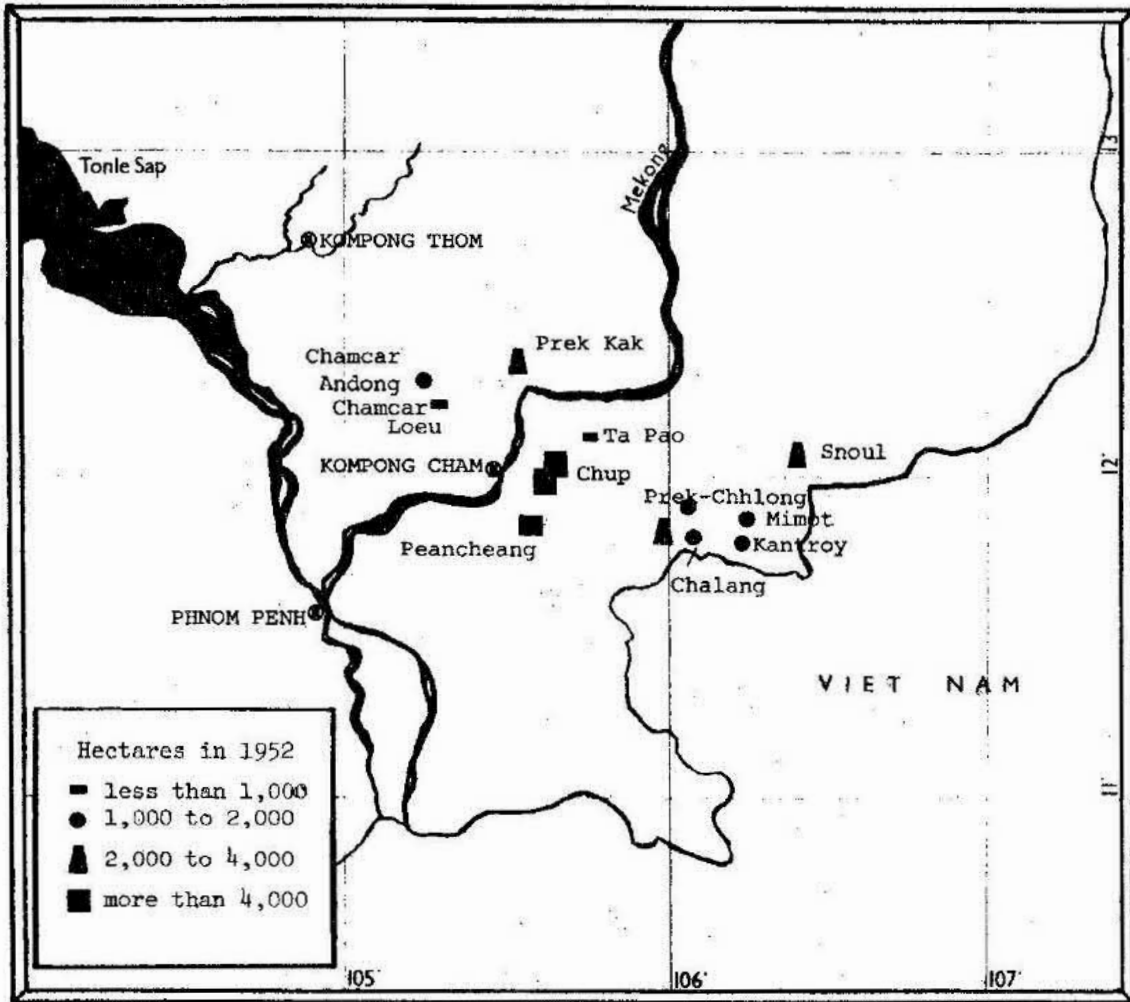 Tonle Sap
Mekong
13
KOMPONG THOM
Prek Kak
Chamcar
Andong
Chamcar
Loeu
Ta Pao
KOMPONG CHAM
Chup
Snoul
12°
Prek-Chhlong
Mimot
Peancheang
Kantroy
Chalang
PHNOM PENH
VIET NAM
Hectares in 1952
less than 1,000
1,000 to 2,000
2,000 to 4,000
more than 4,000
11°
105°
106°
107°